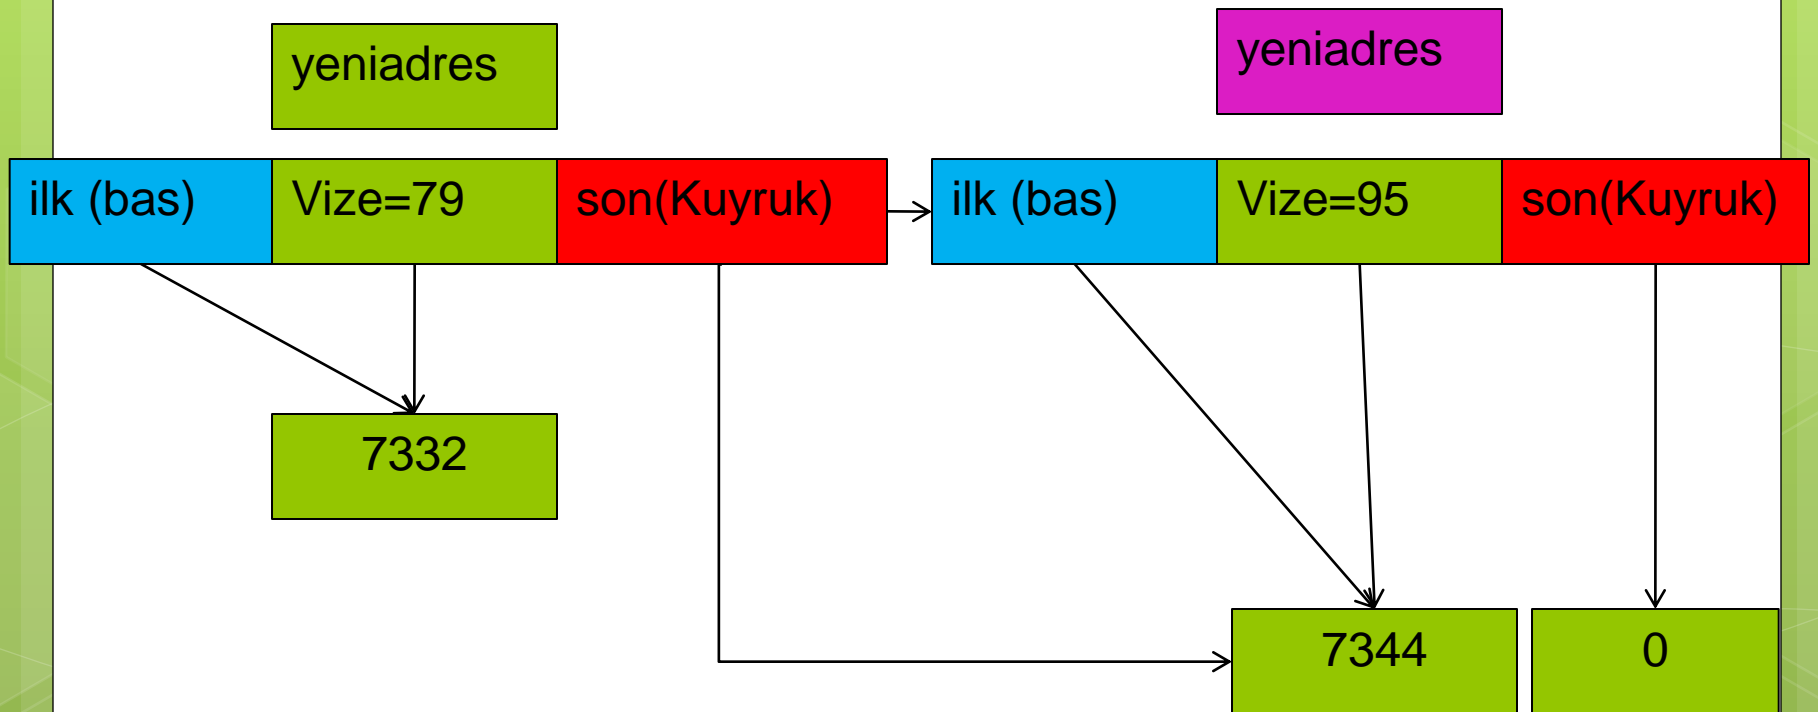 yeniadres
yeniadres
ilk (bas)
Vize=79
son(Kuyruk)
ilk (bas)
Vize=95
son(Kuyruk)
7332
7344
0